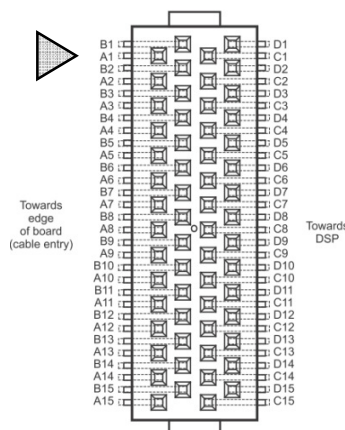 B1
A1
B2
A2
B3
A3
B4
A4
B5
A5
B6
A6
B7
A7
B8
A8
B9
A9
B10
A10
B11
A11
B12
A12
B13
A13
B14
A14
B15
A15
D1
C1
D2
C2
D3
C3
D4
C4
D5
C5
D6
C6
D7
C7
D8
C8
D9
C9
D10
C10
D11
C11
D12
C12
D13
C13
D14
C14
D15
C15
Towards
edge
of board
(cable entry)
Towards
DSP